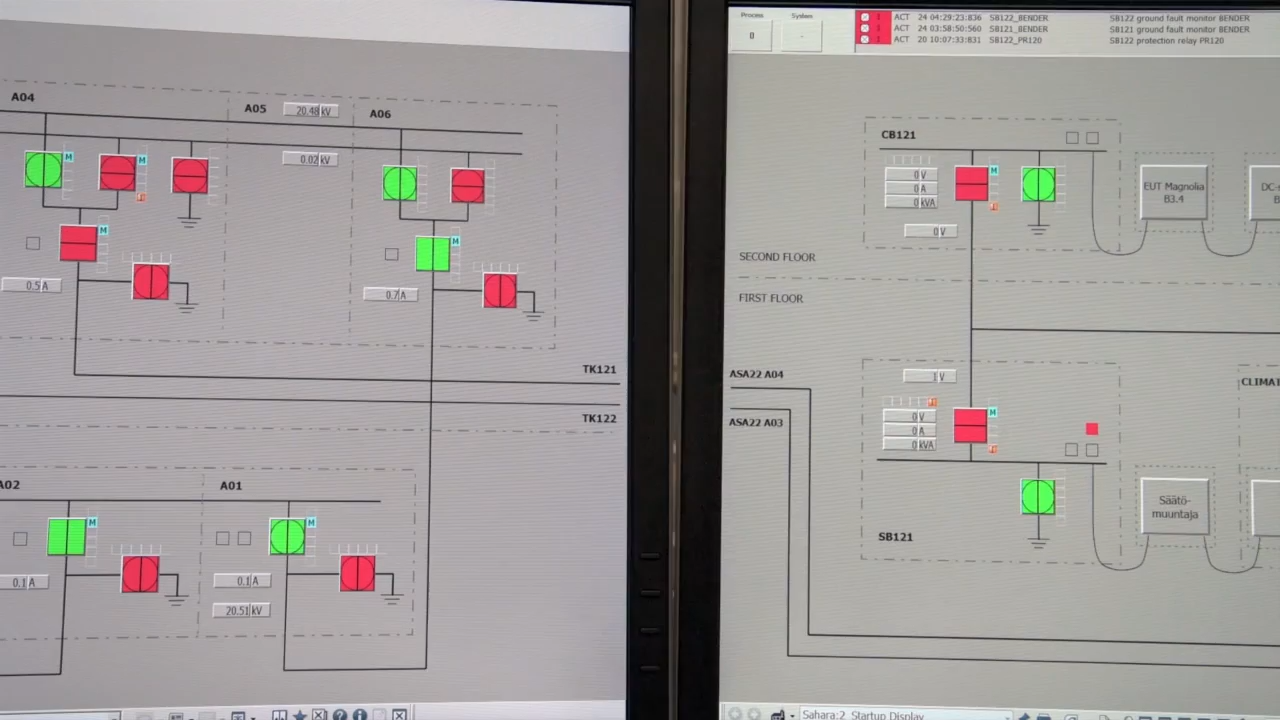 A04
A05
20.48 kV
A06
0.02 kV
M
M
M
M
0.5 A
0.7 A
TK121
TK122
A02
A01
M
M
0.1 A
0.1 A
20.51 kV
Process
System
0
-
1 ACT 24 04:29:23:836 SB122_BENDER SB122 ground fault monitor BENDER
1 ACT 24 03:58:50:560 SB121_BENDER SB121 ground fault monitor BENDER
1 ACT 20 10:07:33:831 SB122_PR120 SB122 protection relay PR120
CB121
0 V
0 A
0 kVA
M
0 V
EUT Magnolia
B3.4
SECOND FLOOR
FIRST FLOOR
ASA22 A04
ASA22 A03
1 V
0 V
0 A
0 kVA
M
Säätö-
muuntaja
SB121
Sahara:2 Startup Display